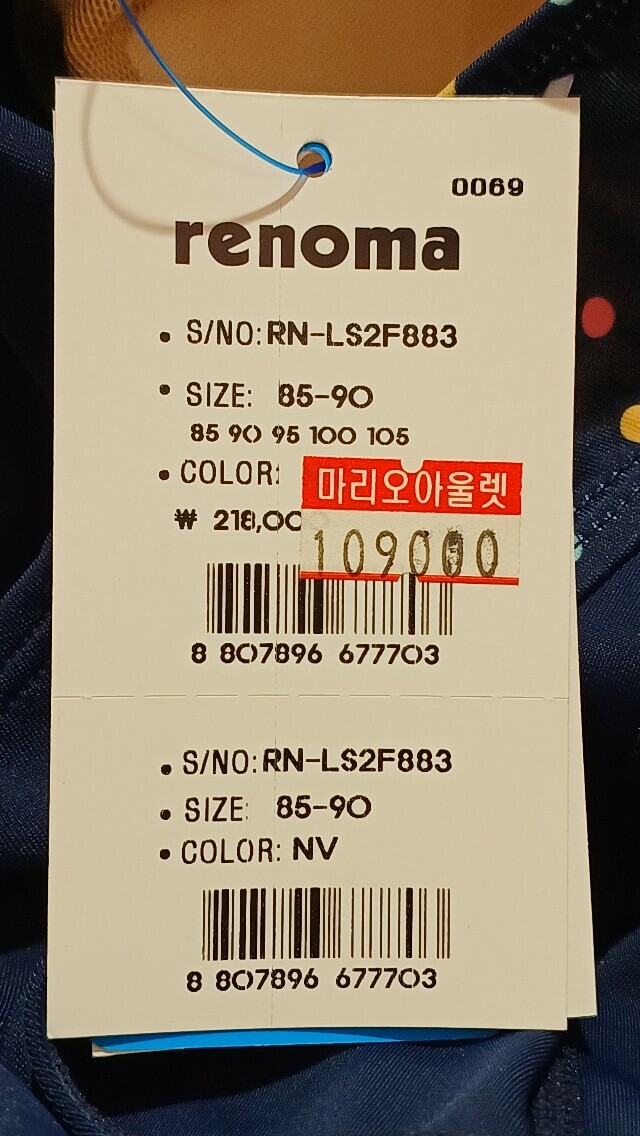 0069
renoma
• S/NO: RN-LS2F883
• SIZE: 85-90
85 90 95 100 105
• COLOR:
마리오아울렛
₩ 218,00
109000
8 807896 677703
• S/NO: RN-LS2F883
• SIZE: 85-90
• COLOR: NV
8 807896 677703